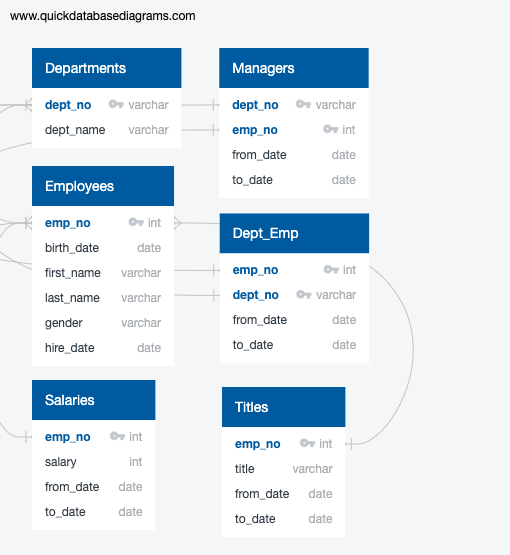 www.quickdatabasediagrams.com
Departments
dept_no varchar
dept_name varchar
Managers
dept_no varchar
emp_no int
from_date date
to_date date
Employees
emp_no int
birth_date date
first_name varchar
last_name varchar
gender varchar
hire_date date
Dept_Emp
emp_no int
dept_no varchar
from_date date
to_date date
Salaries
emp_no int
salary int
from_date date
to_date date
Titles
emp_no int
title varchar
from_date date
to_date date